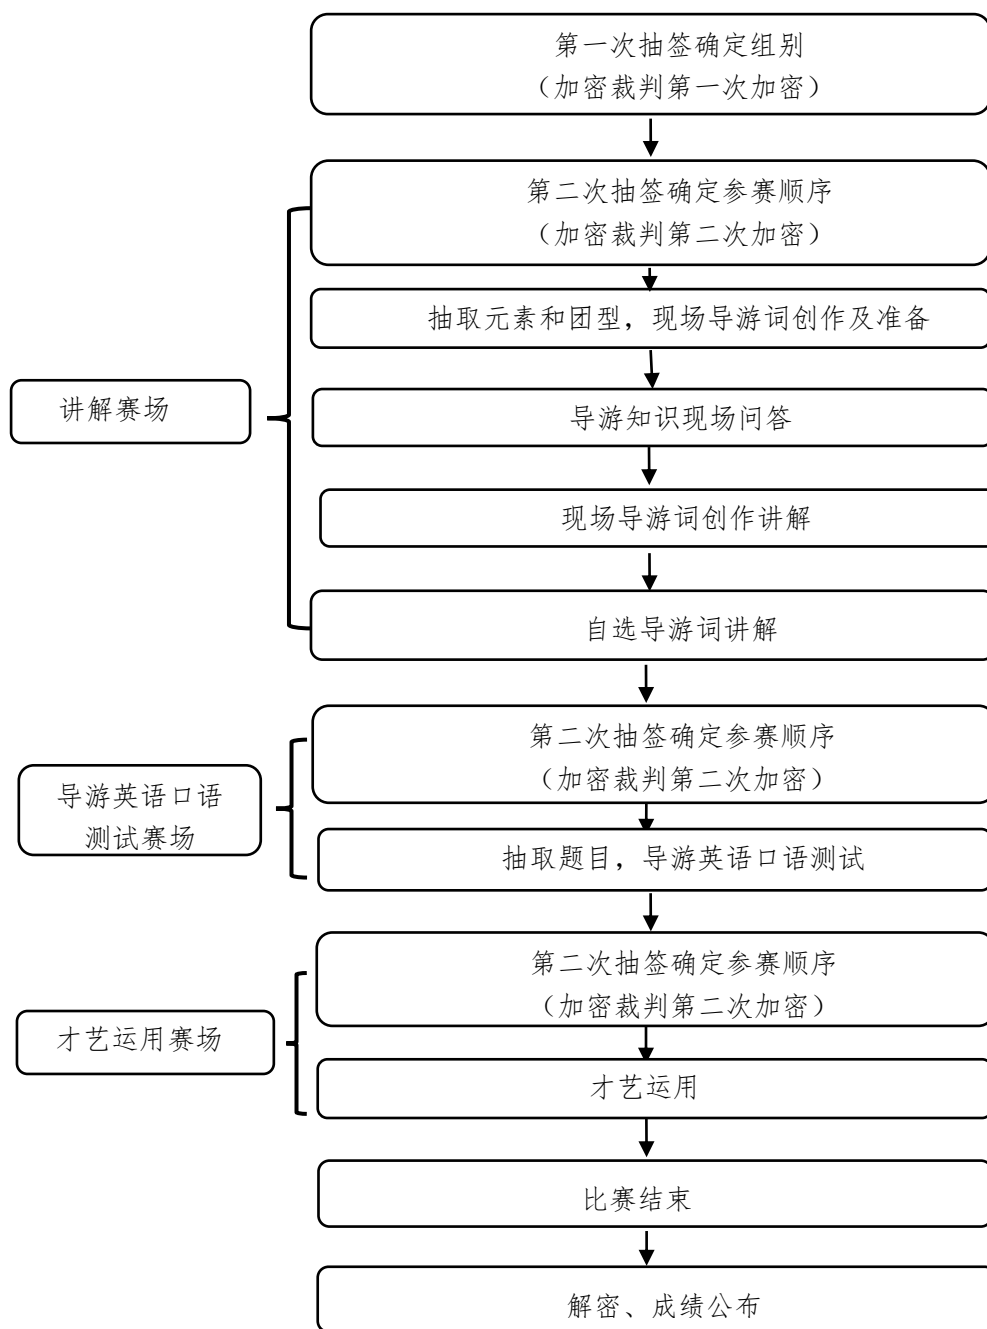 第一次抽签确定组别
（加密裁判第一次加密）
第二次抽签确定参赛顺序
（加密裁判第二次加密）
抽取元素和团型，现场导游词创作及准备
讲解赛场
导游知识现场问答
现场导游词创作讲解
自选导游词讲解
第二次抽签确定参赛顺序
（加密裁判第二次加密）
导游英语口语
测试赛场
抽取题目，导游英语口语测试
第二次抽签确定参赛顺序
（加密裁判第二次加密）
才艺运用赛场
才艺运用
比赛结束
解密、成绩公布